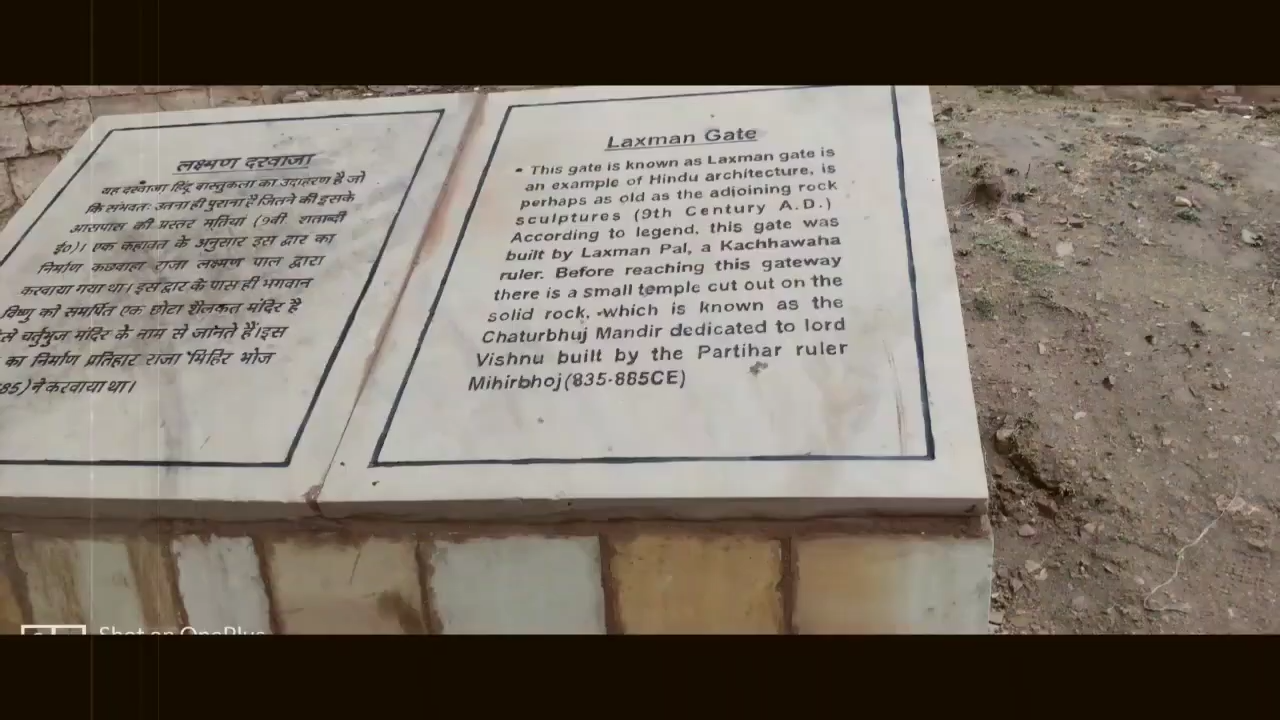 लक्ष्मण दरवाजा
यह दरवाजा हिंदू वास्तुकला का उदाहरण है जो
कि संभवतः उतना ही पुराना है जितने की इसके
आसपास की प्रस्तर मूर्तियां (9वीं शताब्दी
ई०)। एक कहावत के अनुसार इस द्वार का
निर्माण कछवाहा राजा लक्ष्मण पाल द्वारा
करवाया गया था। इस द्वार के पास ही भगवान
विष्णु को समर्पित एक छोटा शैलकृत मंदिर है
चर्तुभुज मंदिर के नाम से जानते हैं। इस
का निर्माण प्रतिहार राजा मिहिर भोज
85) ने करवाया था।
Laxman Gate
• This gate is known as Laxman gate is
an example of Hindu architecture, is
perhaps as old as the adjoining rock
sculptures (9th Century A.D.)
According to legend, this gate was
built by Laxman Pal, a Kachhawaha
ruler. Before reaching this gateway
there is a small temple cut out on the
solid rock, -which is known as the
Chaturbhuj Mandir dedicated to lord
Vishnu built by the Partihar ruler
Mihirbhoj(835-885CE)
Shot on OnePlus